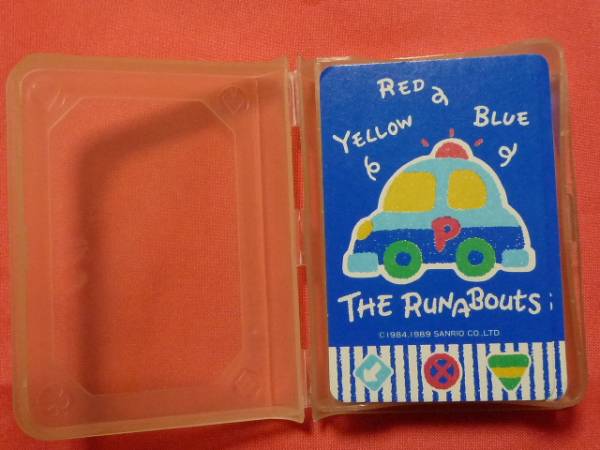 RED
YELLOW
BLUE
P
THE RUNABOUTS
©1984.1989 SANRIO CO.,LTD.